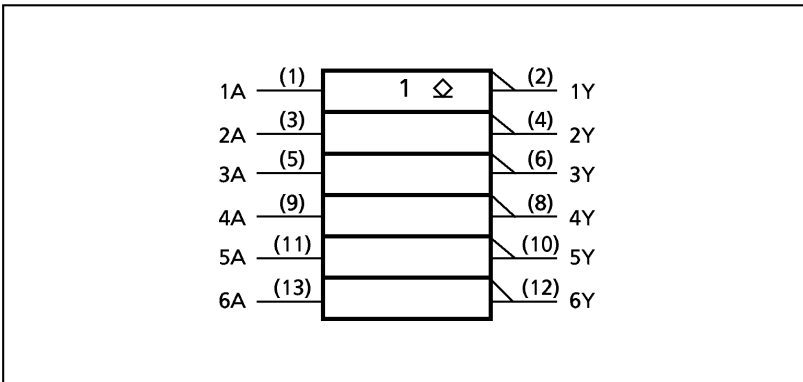 1A (1) 1 (2) 1Y
2A (3) (4) 2Y
3A (5) (6) 3Y
4A (9) (8) 4Y
5A (11) (10) 5Y
6A (13) (12) 6Y